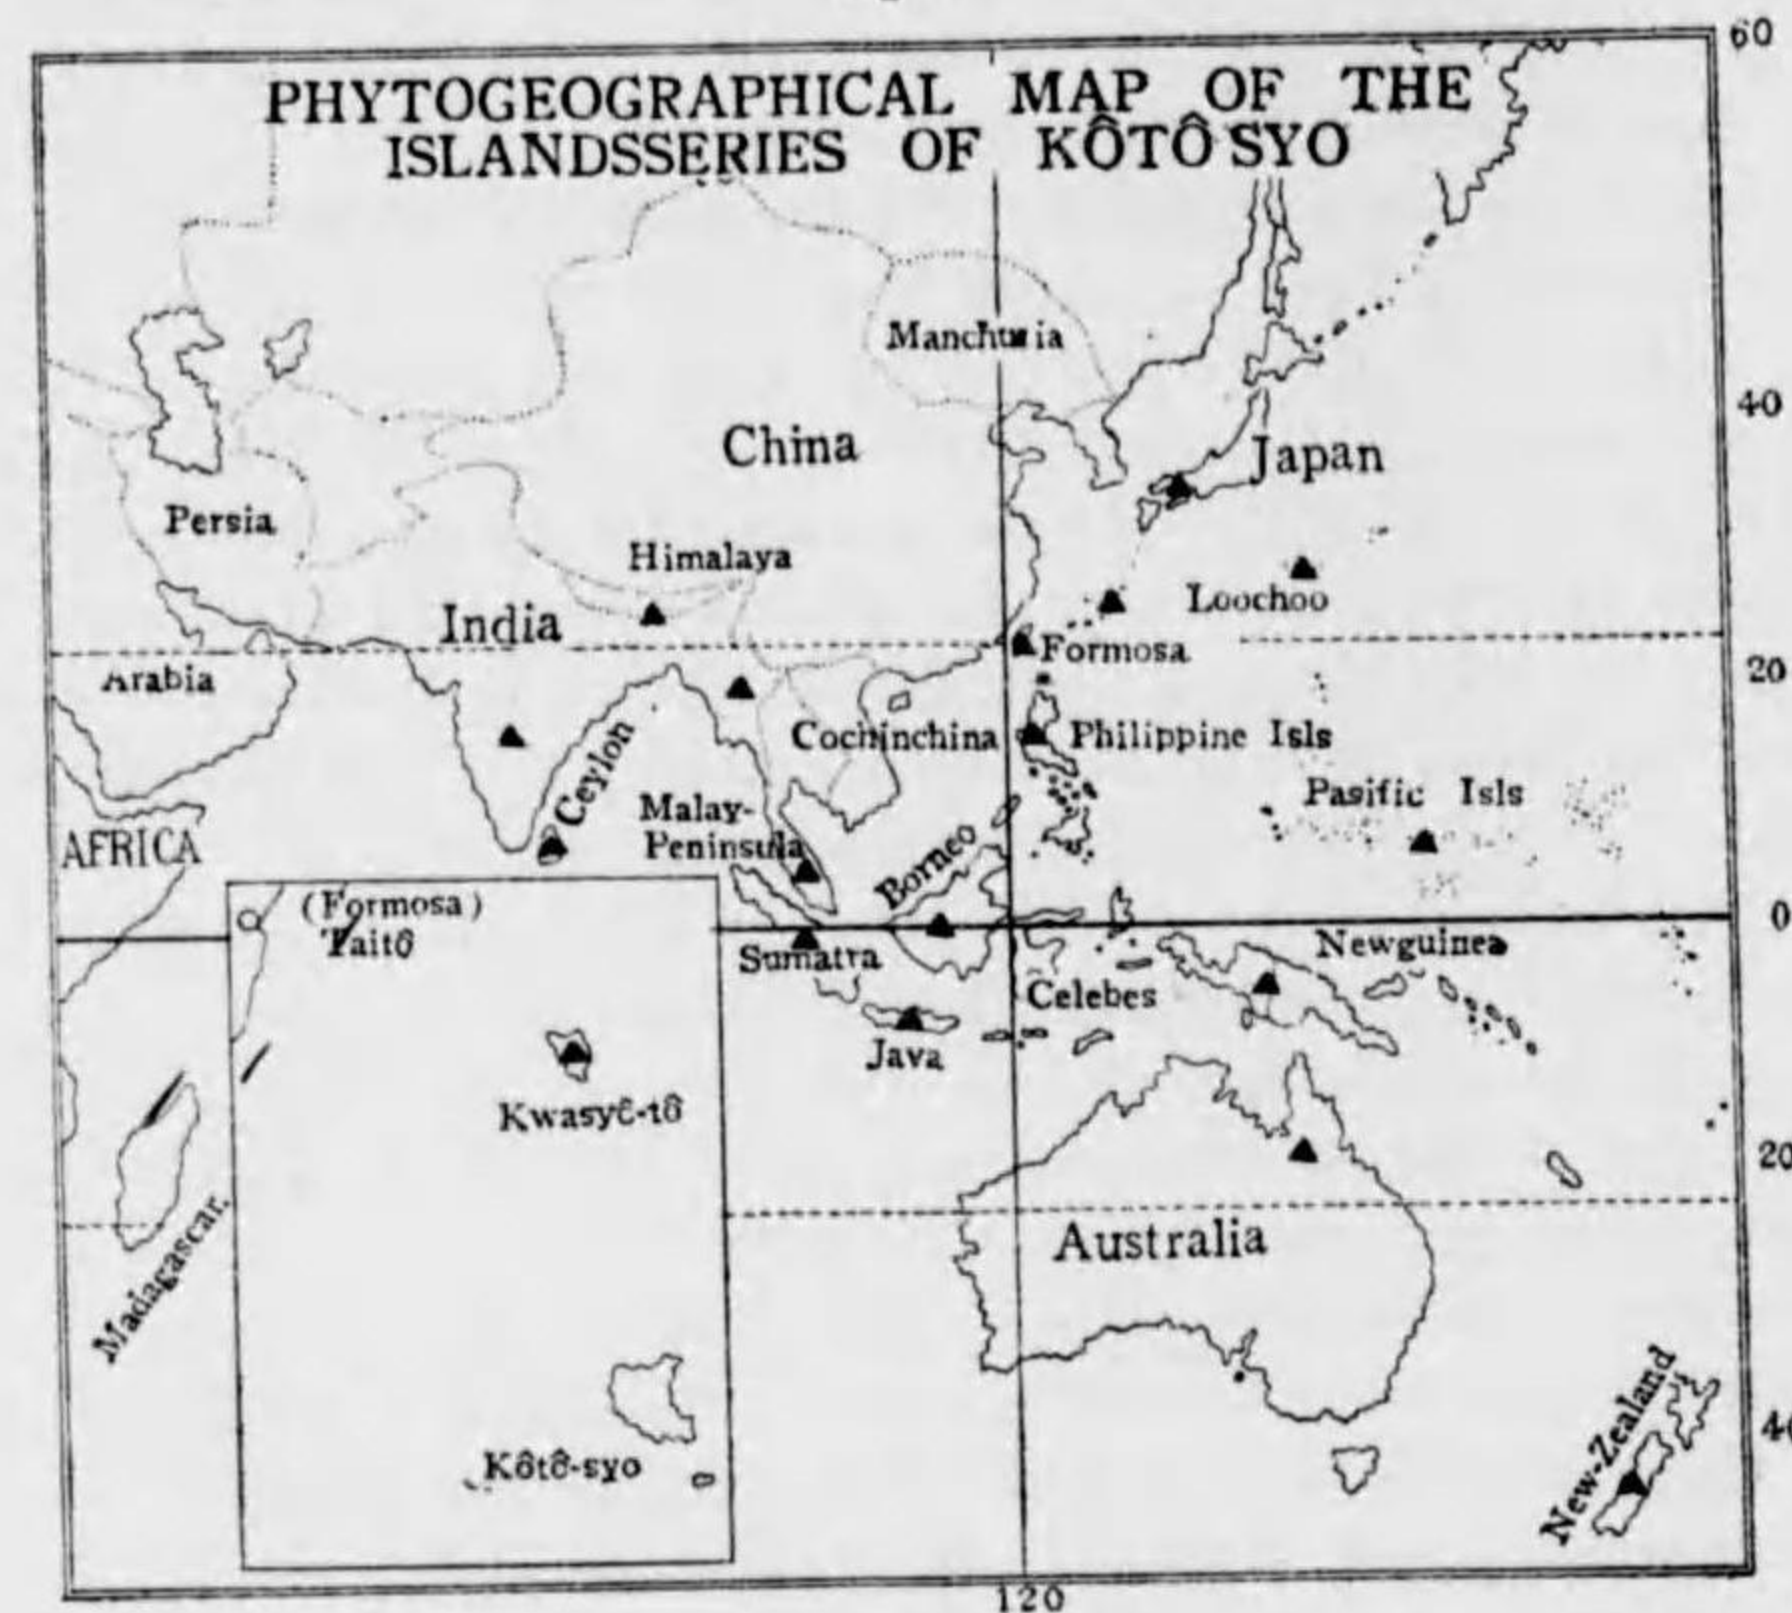 PHYTOGEOGRAPHICAL MAP OF THE
ISLANDSSERIES OF KÔTÔ SYO
60
Manchuria
40
China
Japan
Persia
Himalaya
Loochoo
India
Formosa
20
Arabia
Cochinchina
Philippine Isls
Ceylon
Pasific Isls
Malay-
Peninsula
AFRICA
Borneo
(Formosa)
Taitô
0
Newguinea
Sumatra
Celebes
Java
Kwasyô-tô
20
Australia
Madagascar.
New-Zealand
Kôtô-syo
120